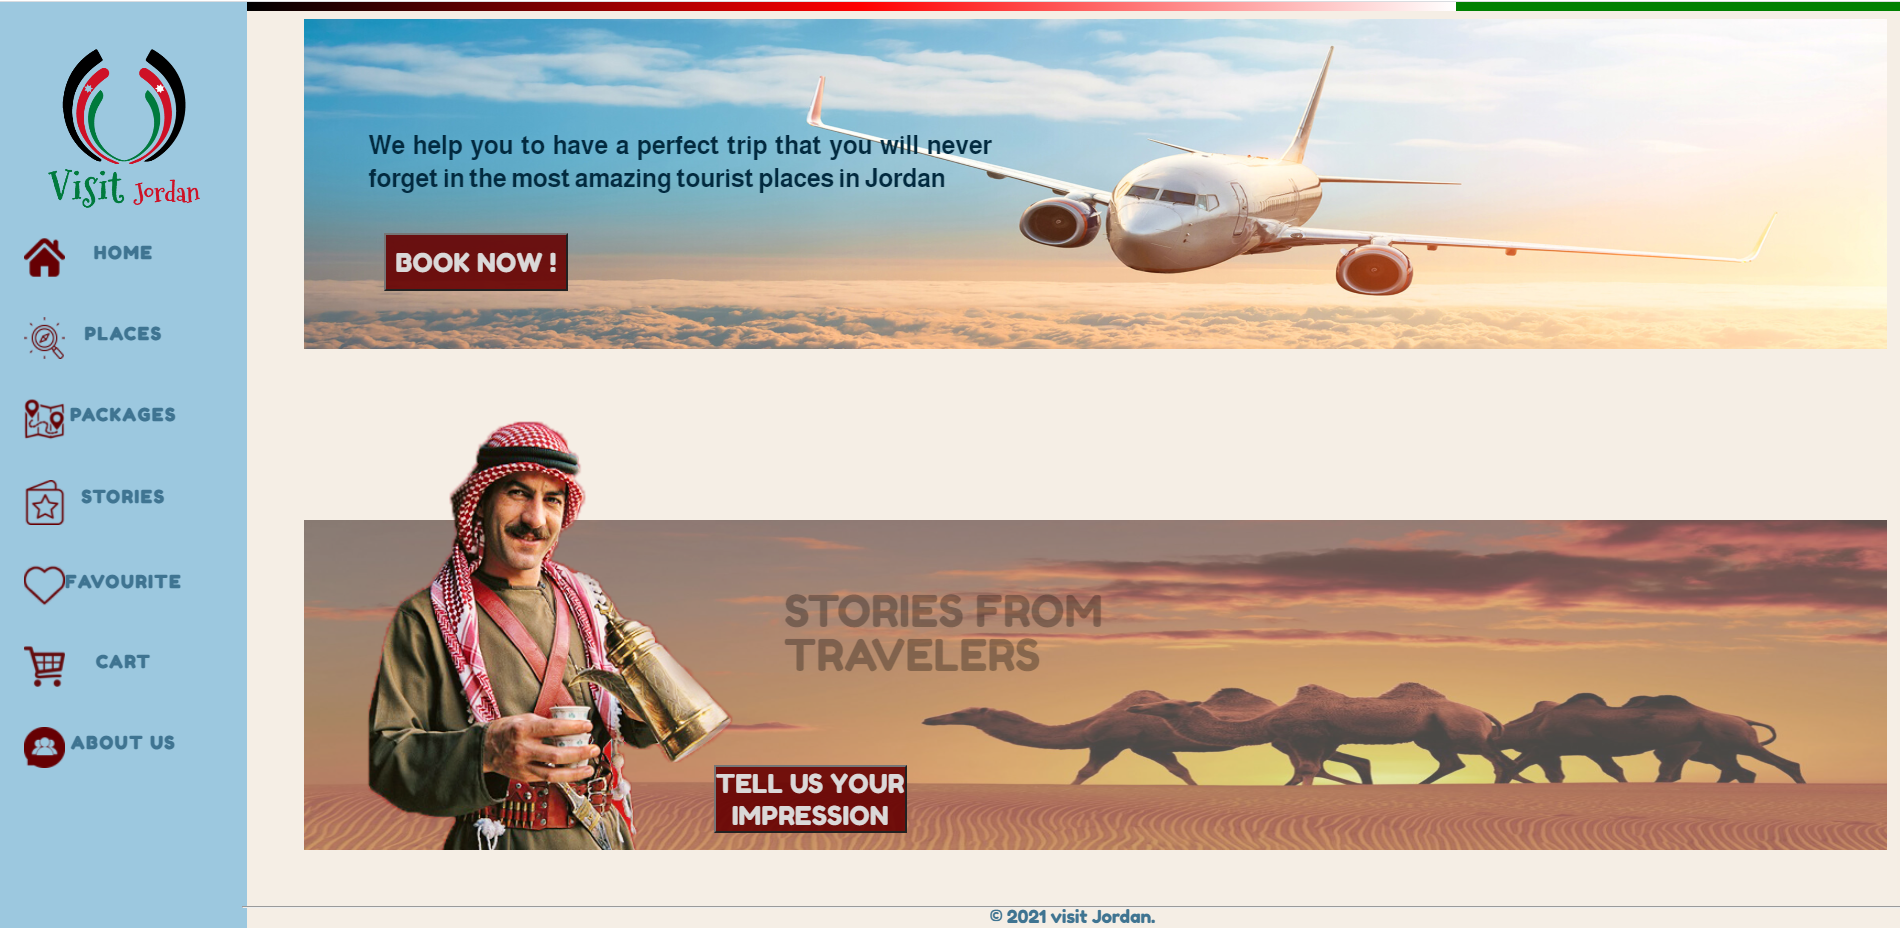 Visit Jordan
HOME
PLACES
PACKAGES
STORIES
FAVOURITE
CART
ABOUT US
We help you to have a perfect trip that you will never
forget in the most amazing tourist places in Jordan
BOOK NOW !
STORIES FROM
TRAVELERS
TELL US YOUR
IMPRESSION
© 2021 visit Jordan.